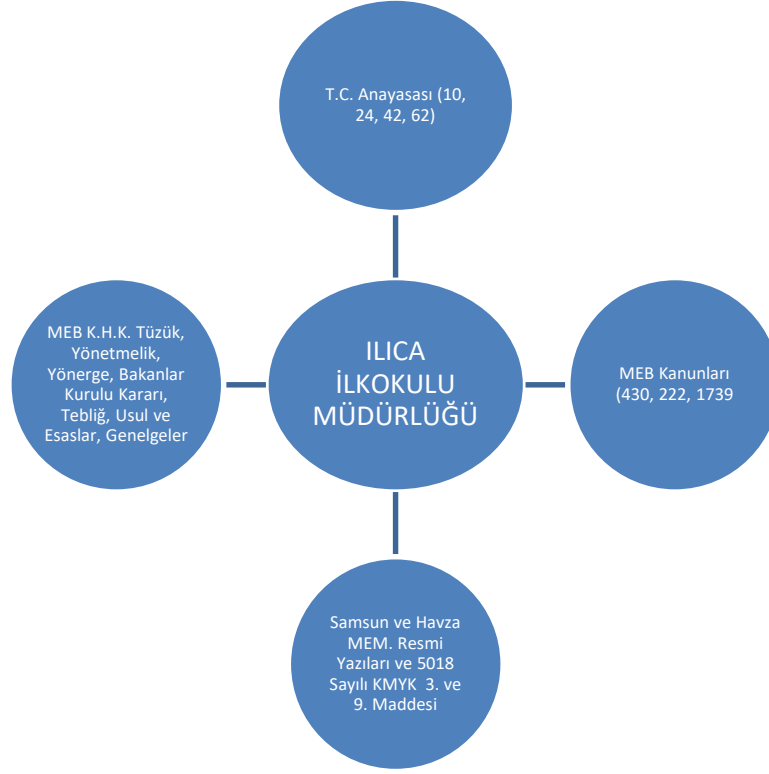 T.C. Anayasası (10,
24, 42, 62)
MEB K.H.K. Tüzük,
Yönetmelik,
Yönerge, Bakanlar
Kurulu Kararı,
Tebliğ, Usul ve
Esaslar, Genelgeler
ILICA
İLKOKULU
MÜDÜRLÜĞÜ
MEB Kanunları
(430, 222, 1739
Samsun ve Havza
MEM. Resmi
Yazıları ve 5018
Sayılı KMYK 3. ve
9. Maddesi